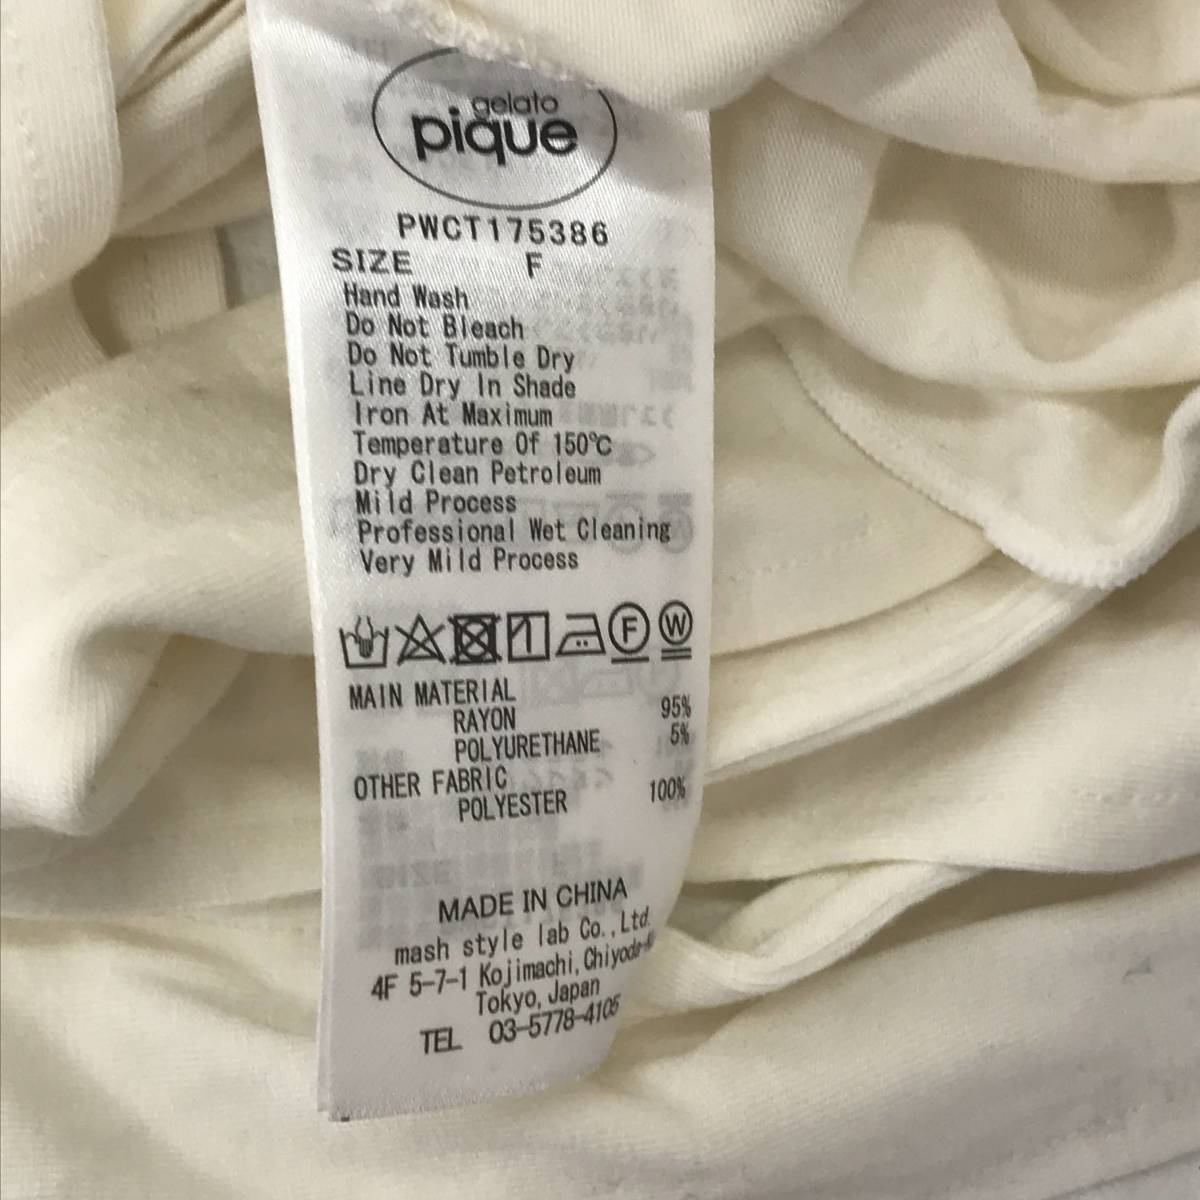 gelato
pique
PWCT175386
SIZE F
Hand Wash
Do Not Bleach
Do Not Tumble Dry
Line Dry In Shade
Iron At Maximum
Temperature Of 150℃
Dry Clean Petroleum
Mild Process
Professional Wet Cleaning
Very Mild Process
F W
MAIN MATERIAL
RAYON 95%
POLYURETHANE 5%
OTHER FABRIC
POLYESTER 100%
MADE IN CHINA
mash style lab Co.,Ltd.
4F 5-7-1 Kojimachi,
Tokyo, Japan
TEL 03-5778-4105